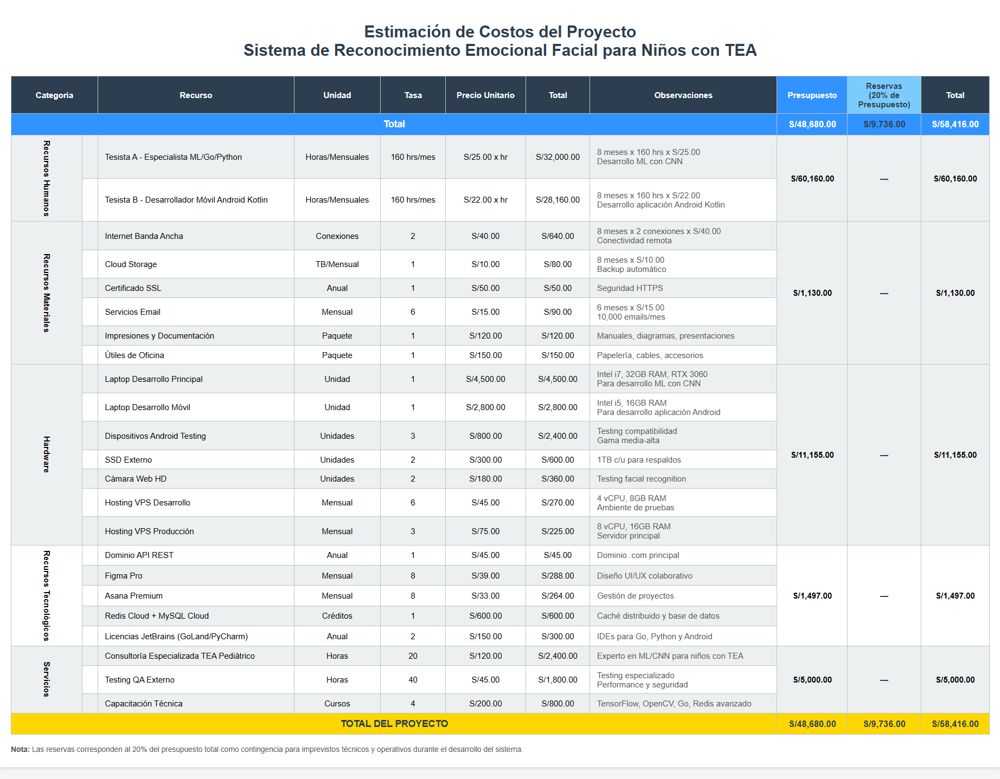 Estimación de Costos del Proyecto
Sistema de Reconocimiento Emocional Facial para Niños con TEA
Categoría Recurso Unidad Tasa Precio Unitario Total Observaciones Presupuesto Reservas (20% de Presupuesto) Total
Total S/48,680.00 S/9,736.00 S/58,416.00
Recursos Humanos
Tesista A - Especialista ML/Go/Python Horas/Mensuales 160 hrs/mes S/25.00 x hr S/32,000.00 8 meses x 160 hrs x S/25.00
Desarrollo ML con CNN
S/60,160.00 — S/60,160.00
Tesista B - Desarrollador Móvil Android Kotlin Horas/Mensuales 160 hrs/mes S/22.00 x hr S/28,160.00 8 meses x 160 hrs x S/22.00
Desarrollo aplicación Android Kotlin
Recursos Materiales
Internet Banda Ancha Conexiones 2 S/40.00 S/640.00 8 meses x 2 conexiones x S/40.00
Conectividad remota
Cloud Storage TB/Mensual 1 S/10.00 S/80.00 8 meses x S/10.00
Backup automático
Certificado SSL Anual 1 S/50.00 S/50.00 Seguridad HTTPS
S/1,130.00 — S/1,130.00
Servicios Email Mensual 6 S/15.00 S/90.00 6 meses x S/15.00
10,000 emails/mes
Impresiones y Documentación Paquete 1 S/120.00 S/120.00 Manuales, diagramas, presentaciones
Útiles de Oficina Paquete 1 S/150.00 S/150.00 Papelería, cables, accesorios
Hardware
Laptop Desarrollo Principal Unidad 1 S/4,500.00 S/4,500.00 Intel i7, 32GB RAM, RTX 3060
Para desarrollo ML con CNN
Laptop Desarrollo Móvil Unidad 1 S/2,800.00 S/2,800.00 Intel i5, 16GB RAM
Para desarrollo aplicación Android
Dispositivos Android Testing Unidades 3 S/800.00 S/2,400.00 Testing compatibilidad
Gama media-alta
S/11,155.00 — S/11,155.00
SSD Externo Unidades 2 S/300.00 S/600.00 1TB c/u para respaldos
Cámara Web HD Unidades 2 S/180.00 S/360.00 Testing facial recognition
Hosting VPS Desarrollo Mensual 6 S/45.00 S/270.00 4 vCPU, 8GB RAM
Ambiente de pruebas
Hosting VPS Producción Mensual 3 S/75.00 S/225.00 8 vCPU, 16GB RAM
Servidor principal
Recursos Tecnológicos
Dominio API REST Anual 1 S/45.00 S/45.00 Dominio .com principal
Figma Pro Mensual 8 S/39.00 S/288.00 Diseño UI/UX colaborativo
Asana Premium Mensual 8 S/33.00 S/264.00 Gestión de proyectos S/1,497.00 — S/1,497.00
Redis Cloud + MySQL Cloud Créditos 1 S/600.00 S/600.00 Caché distribuido y base de datos
Licencias JetBrains (GoLand/PyCharm) Anual 2 S/150.00 S/300.00 IDEs para Go, Python y Android
Servicios
Consultoría Especializada TEA Pediátrico Horas 20 S/120.00 S/2,400.00 Experto en ML/CNN para niños con TEA
Testing QA Externo Horas 40 S/45.00 S/1,800.00 Testing especializado
Performance y seguridad
S/5,000.00 — S/5,000.00
Capacitación Técnica Cursos 4 S/200.00 S/800.00 TensorFlow, OpenCV, Go, Redis avanzado
TOTAL DEL PROYECTO S/48,680.00 S/9,736.00 S/58,416.00
Nota: Las reservas corresponden al 20% del presupuesto total como contingencia para imprevistos técnicos y operativos durante el desarrollo del sistema.